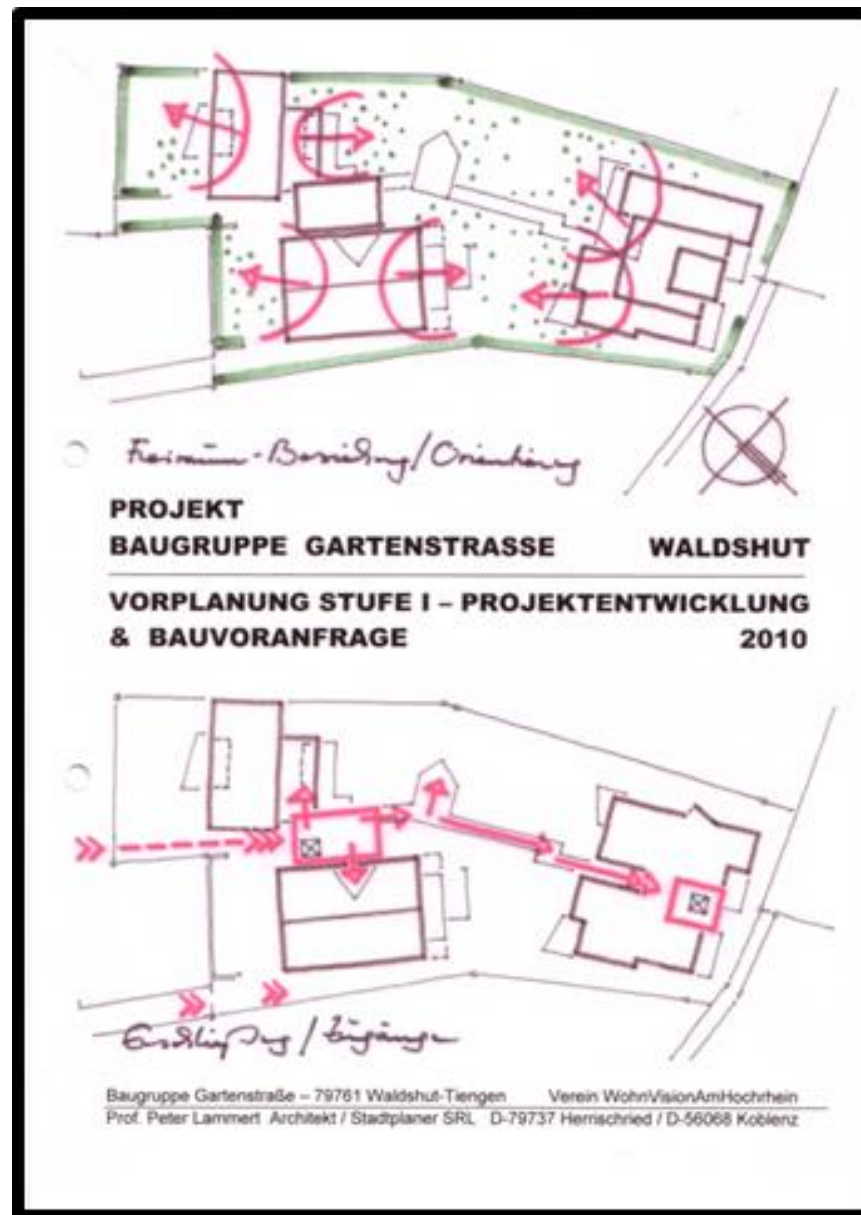 Freiraum-Beziehung/Orientierung
PROJEKT
BAUGRUPPE GARTENSTRASSE WALDSHUT
VORPLANUNG STUFE I – PROJEKTENTWICKLUNG
& BAUVORANFRAGE 2010
Erschließung / Zugänge
Baugruppe Gartenstraße – 79761 Waldshut-Tiengen Verein WohnVisionAmHochrhein
Prof. Peter Lammert Architekt / Stadtplaner SRL D-79737 Herrischried / D-56068 Koblenz